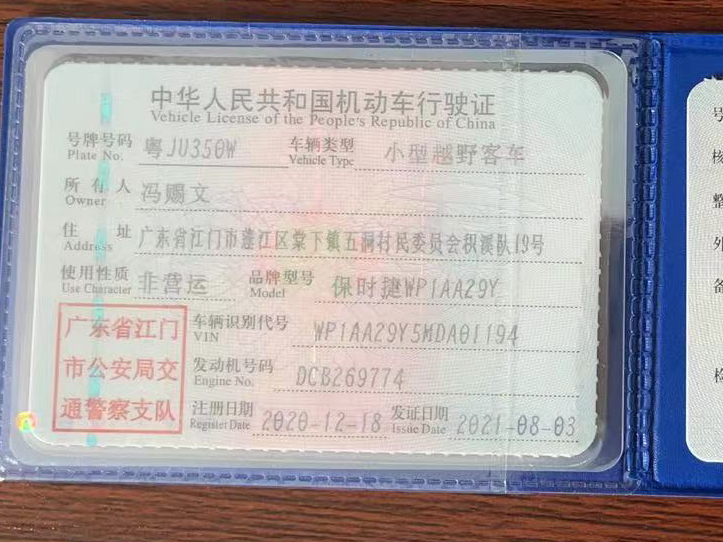 中华人民共和国机动车行驶证
Vehicle License of the People's Republic of China
号牌号码 粤JU350W 车辆类型 小型越野客车
Plate No. Vehicle Type
所有人 冯赐文
Owner
住址 广东省江门市蓬江区棠下镇五洞村民委员会积溪队19号
Address
使用性质 非营运 品牌型号 保时捷WP1AA29Y
Use Character Model
广东省江门
市公安局交
通警察支队
车辆识别代号 WP1AA29Y5MDA01194
VIN
发动机号码 DCB269774
Engine No.
注册日期 2020-12-18 发证日期 2021-08-03
Register Date Issue Date
号
核
整
外
备
检